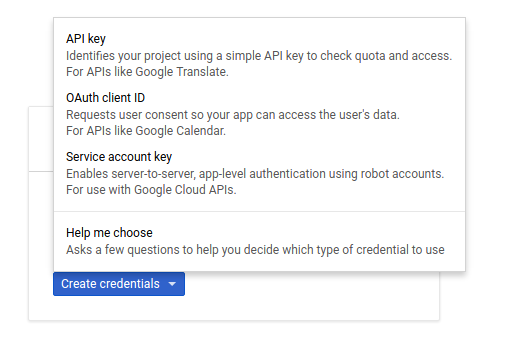 API key
Identifies your project using a simple API key to check quota and access.
For APIs like Google Translate.
OAuth client ID
Requests user consent so your app can access the user's data.
For APIs like Google Calendar.
Service account key
Enables server-to-server, app-level authentication using robot accounts.
For use with Google Cloud APIs.
Help me choose
Asks a few questions to help you decide which type of credential to use
Create credentials